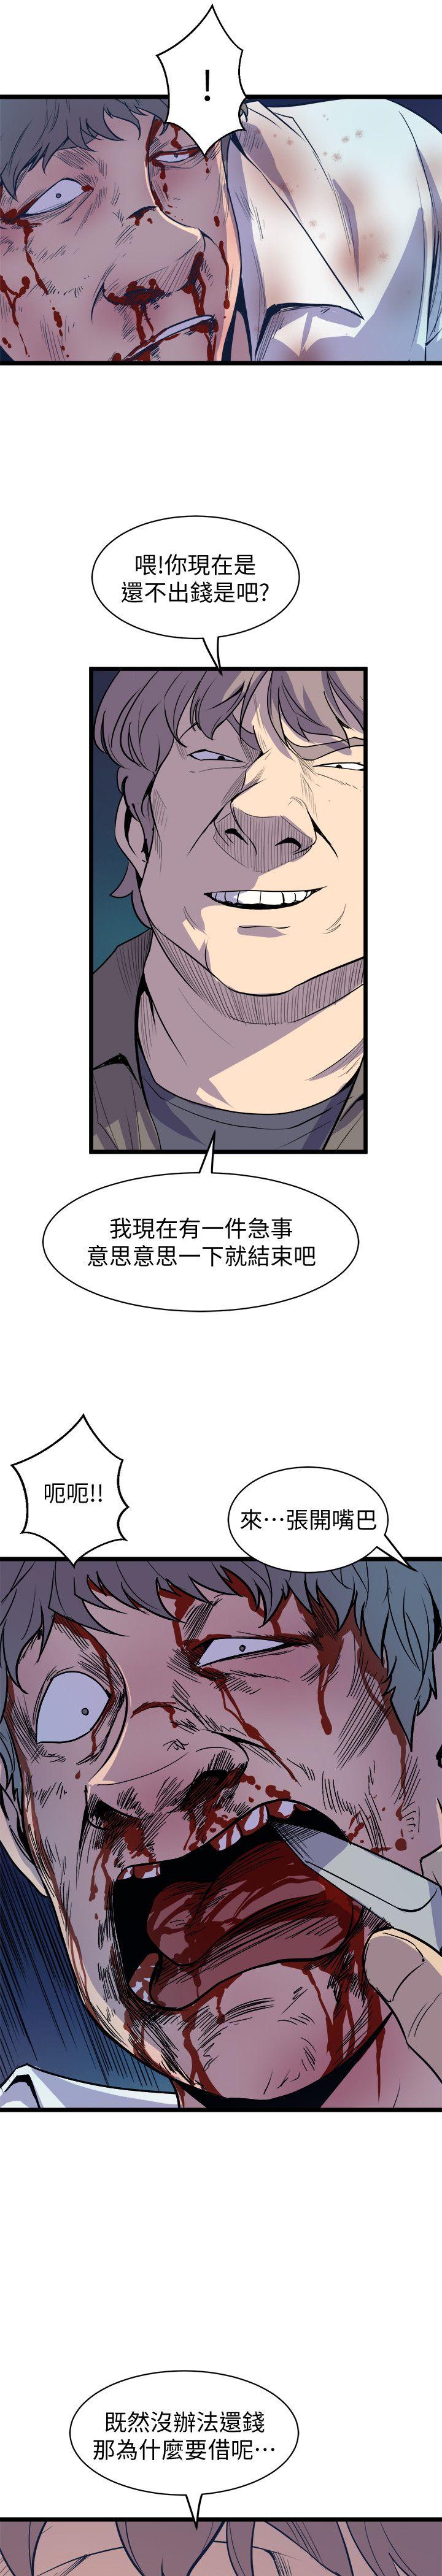 !
喂!你現在是
還不出錢是吧?
我現在有一件急事
意思意思一下就結束吧
呃呃!!
來…張開嘴巴
既然沒辦法還錢
那為什麼要借呢…